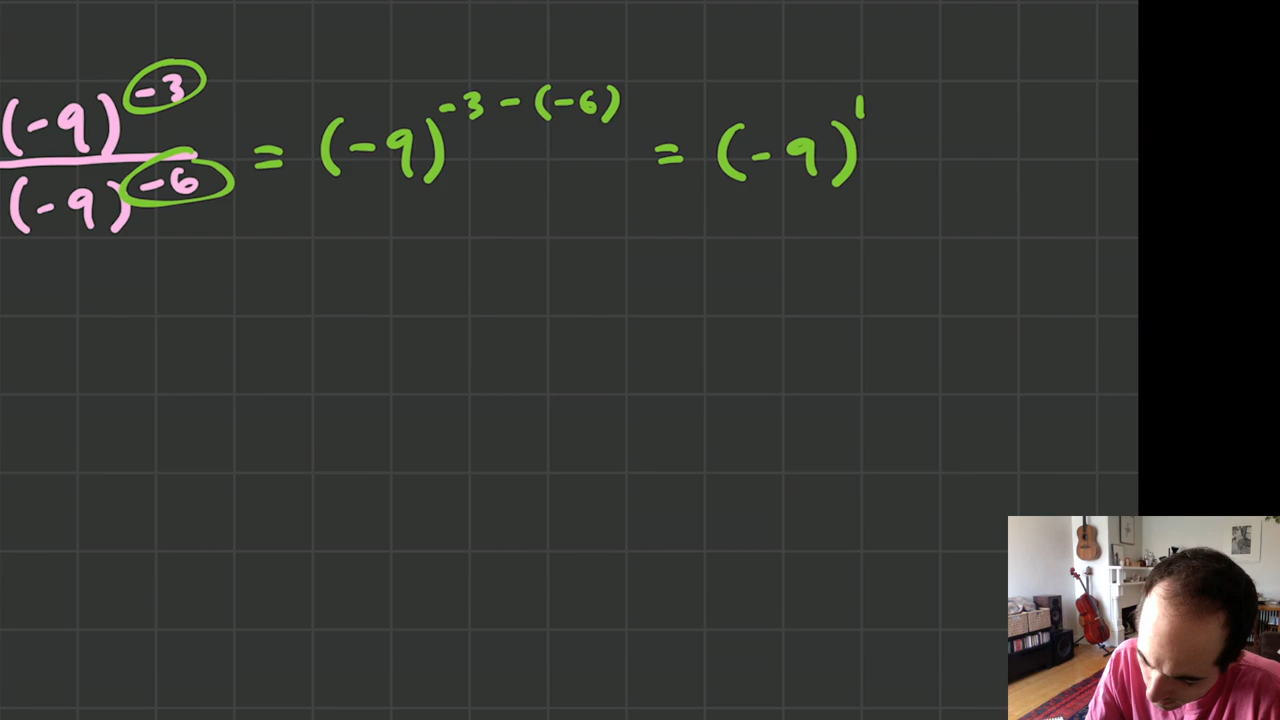 (-9)^-3 / (-9)^-6 = (-9)^-3-(-6) = (-9)^1